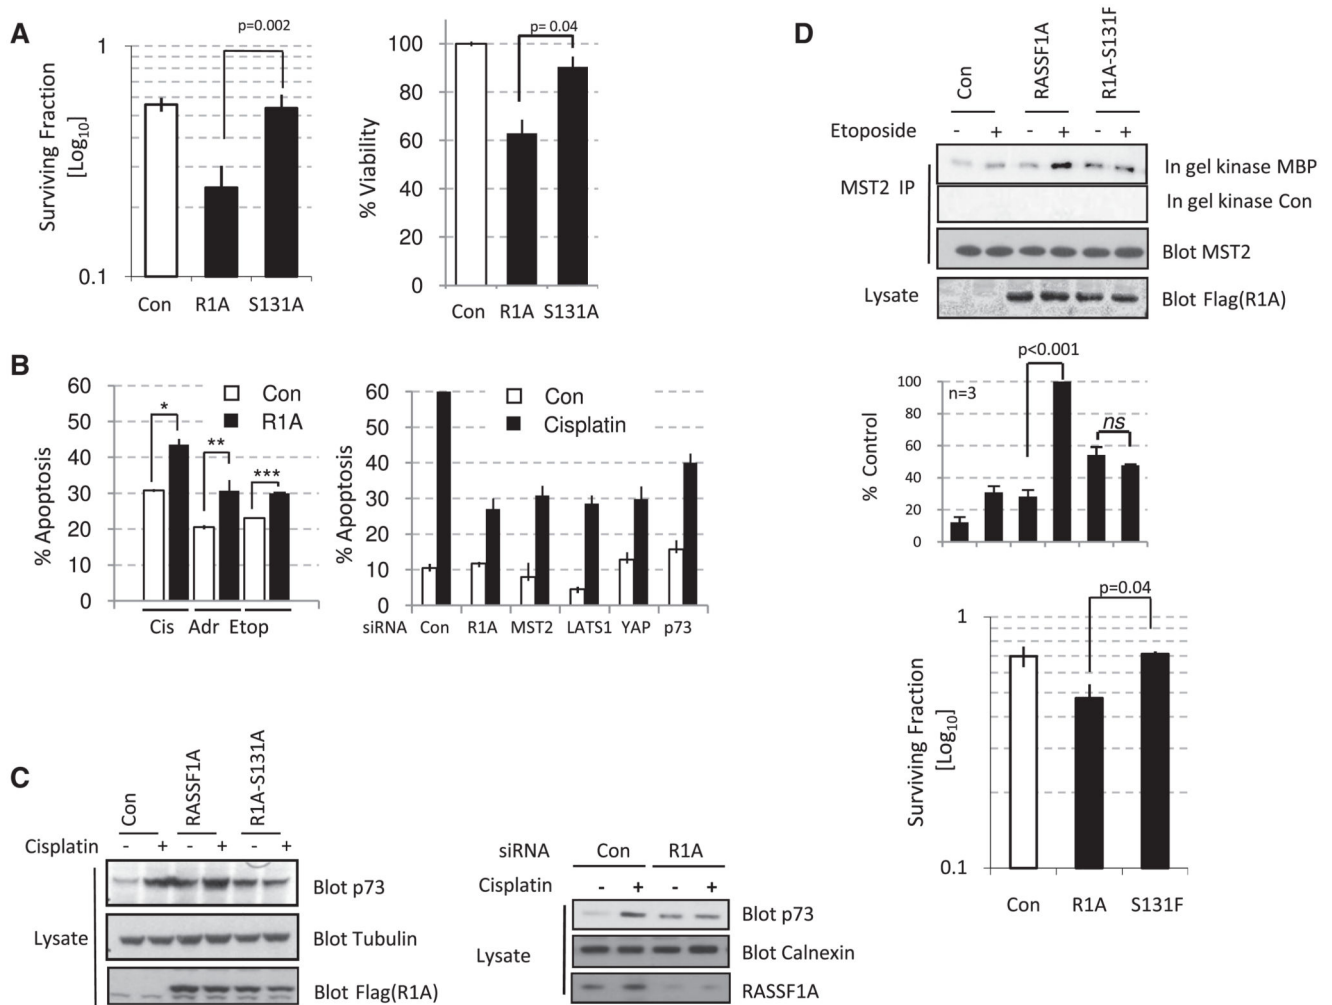 A
p=0.002
1
0.1
Surviving Fraction
[Log10]
Con R1A S131A
p= 0.04
100
80
60
40
20
0
% Viability
Con R1A S131A
B
60
50
40
30
20
10
0
% Apoptosis
Con
R1A
*
**
***
Cis Adr Etop
60
50
40
30
20
10
0
% Apoptosis
Con
Cisplatin
siRNA Con R1A MST2 LATS1 YAP p73
C
Con
RASSF1A
R1A-S131A
Cisplatin - + - + - +
Lysate
Blot p73
Blot Tubulin
Blot Flag(R1A)
siRNA Con R1A
Cisplatin - + - +
Lysate
Blot p73
Blot Calnexin
RASSF1A
D
Con
RASSF1A
R1A-S131F
Etoposide - + - + - +
MST2 IP
In gel kinase MBP
In gel kinase Con
Blot MST2
Lysate
Blot Flag(R1A)
p<0.001
n=3
ns
100
80
60
40
20
0
% Control
p=0.04
1
0.1
Surviving Fraction
[Log10]
Con R1A S131F